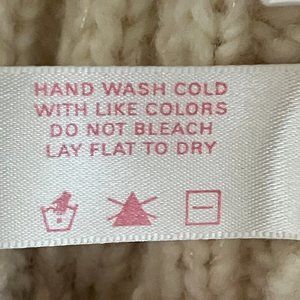 HAND WASH COLD
WITH LIKE COLORS
DO NOT BLEACH
LAY FLAT TO DRY